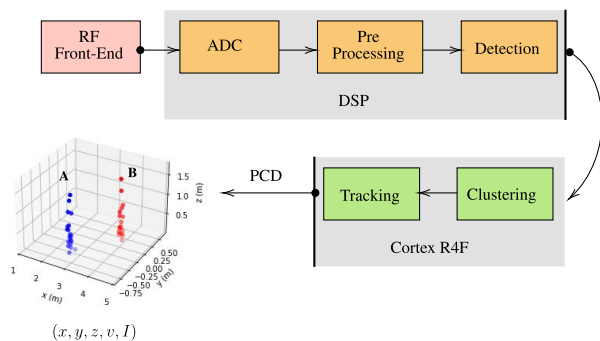 RF
Front-End
ADC
Pre
Processing
Detection
DSP
A
B
1.5
1.0
0.5
z (m)
0.50
0.25
0.00
−0.25
−0.50
−0.75
y (m)
1
2
3
4
5
x (m)
(x, y, z, v, I)
PCD
Tracking
Clustering
Cortex R4F